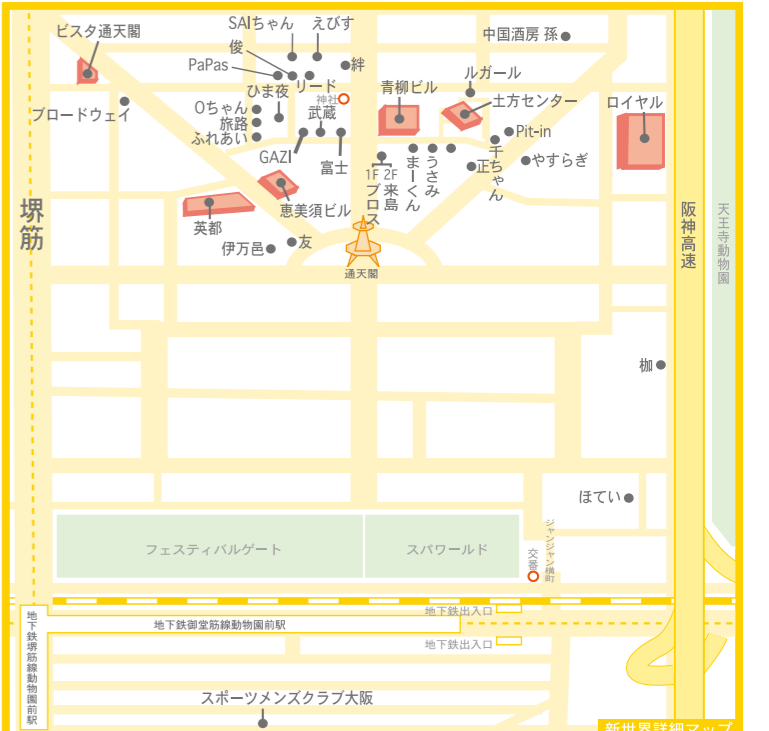 SAIちゃん
えびす
ビスタ通天閣
俊
中国酒房 孫
絆
PaPas
ひま夜
リード
神社
青柳ビル
ルガール
土方センター
ロイヤル
ブロードウェイ
Oちゃん
旅路
ふれあい
武蔵
GAZI
富士
1F ブロス
2F 来島
まーくん
うさみ
正
千ちゃん
Pit-in
やすらぎ
堺筋
英都
恵美須ビル
伊万邑
友
通天閣
阪神高速
天王寺動物園
枷
ほてい
フェスティバルゲート
スパワールド
交番
ジャンジャン横町
地下鉄出入口
地下鉄御堂筋線動物園前駅
地下鉄出入口
地下鉄堺筋線動物園前駅
スポーツメンズクラブ大阪
新世界詳細マップ